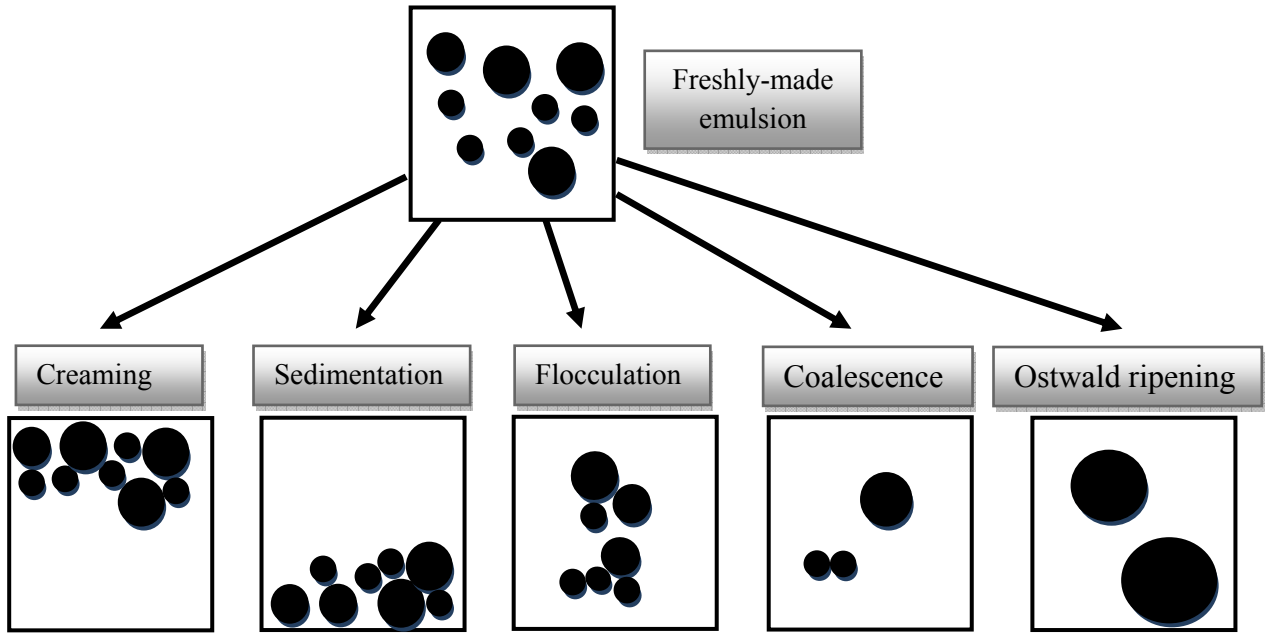 Freshly-made
emulsion
Creaming
Sedimentation
Flocculation
Coalescence
Ostwald ripening